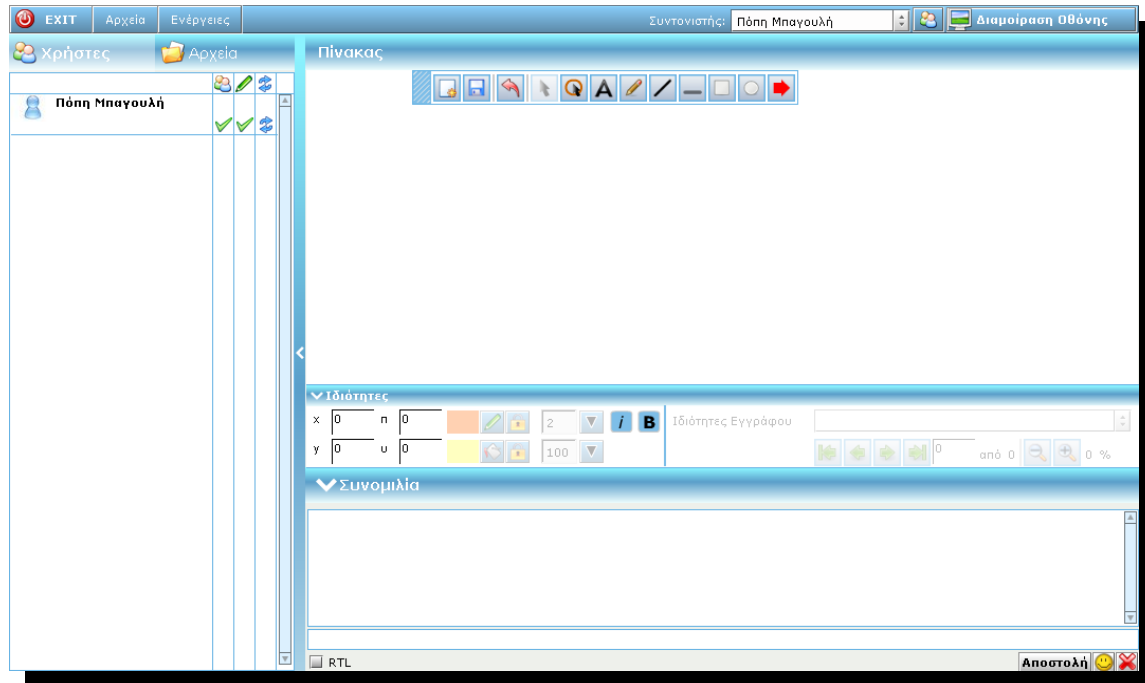 EXIT Αρχεία Ενέργειες Συντονιστής: Πόπη Μπαγουλή Διαμοίραση Οθόνης
Χρήστες Αρχεία
Πόπη Μπαγουλή
Πίνακας
A
Ιδιότητες
x 0 π 0 2 i B Ιδιότητες Εγγράφου
y 0 υ 0 100 0 από 0 0 %
Συνομιλία
RTL Αποστολή